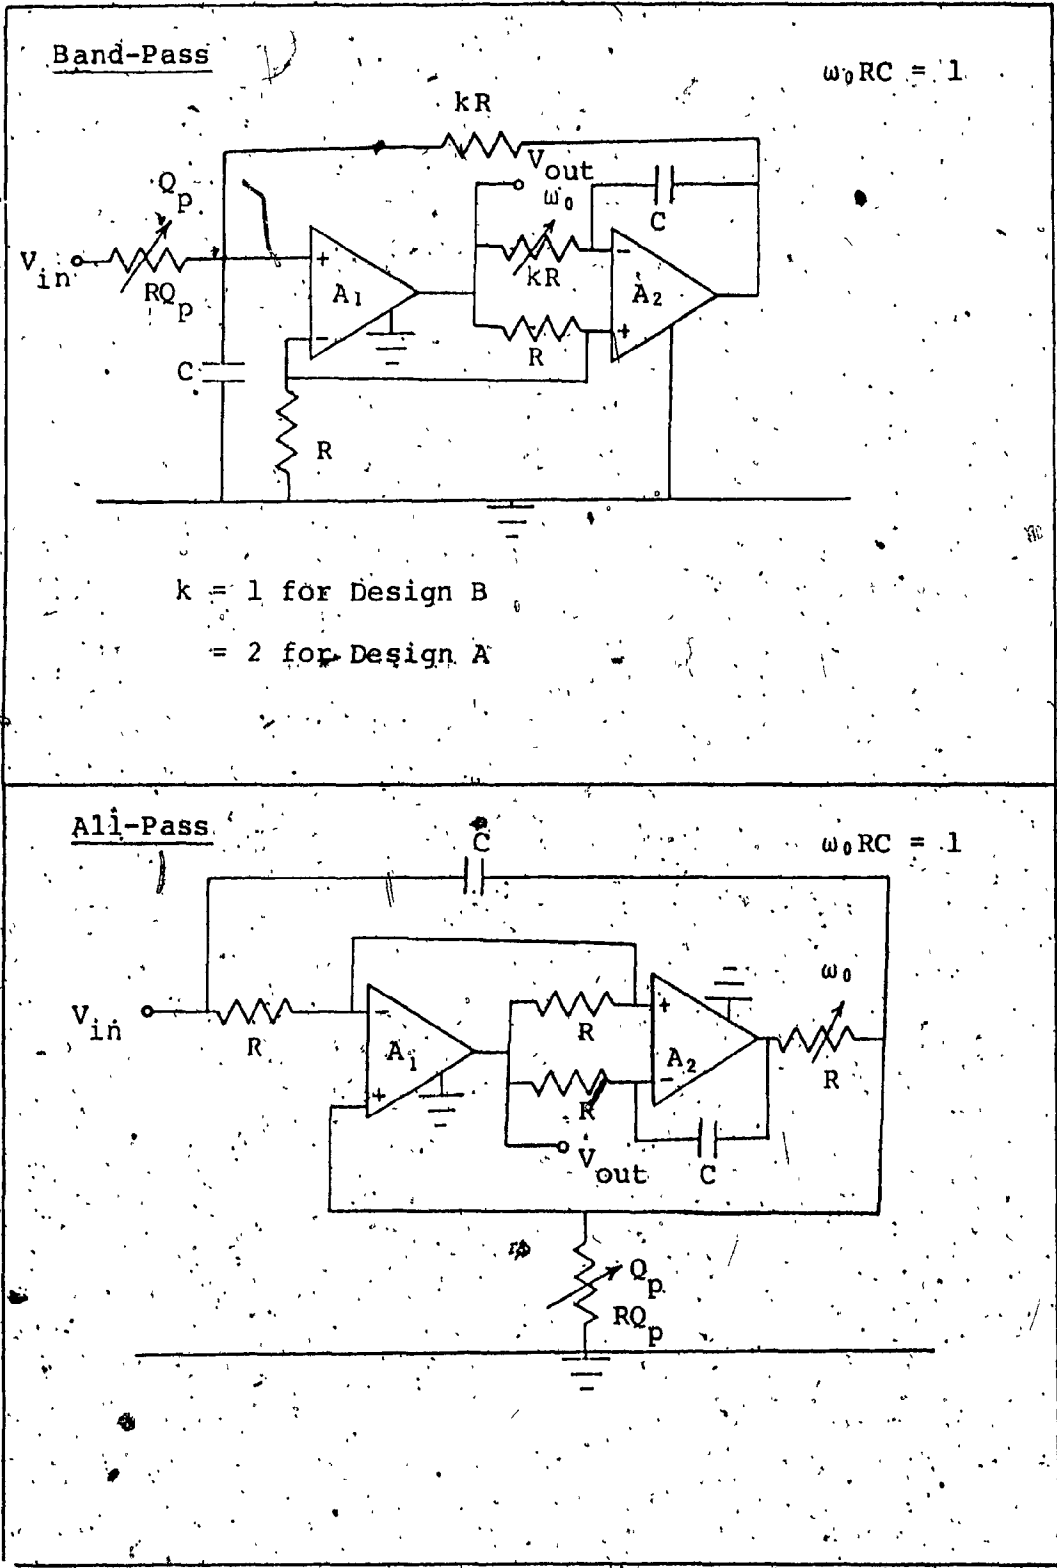 Band-Pass
ω₀RC = 1
kR
V_out
Q_p
ω₀
C
V_in
+
−
A₁
kR
A₂
RQ_p
−
R
+
C
R
k = 1 for Design B
= 2 for Design A
All-Pass
C
ω₀RC = 1
ω₀
V_in
R
−
A₁
+
R
+
A₂
−
R
R
V_out
C
Q_p
RQ_p